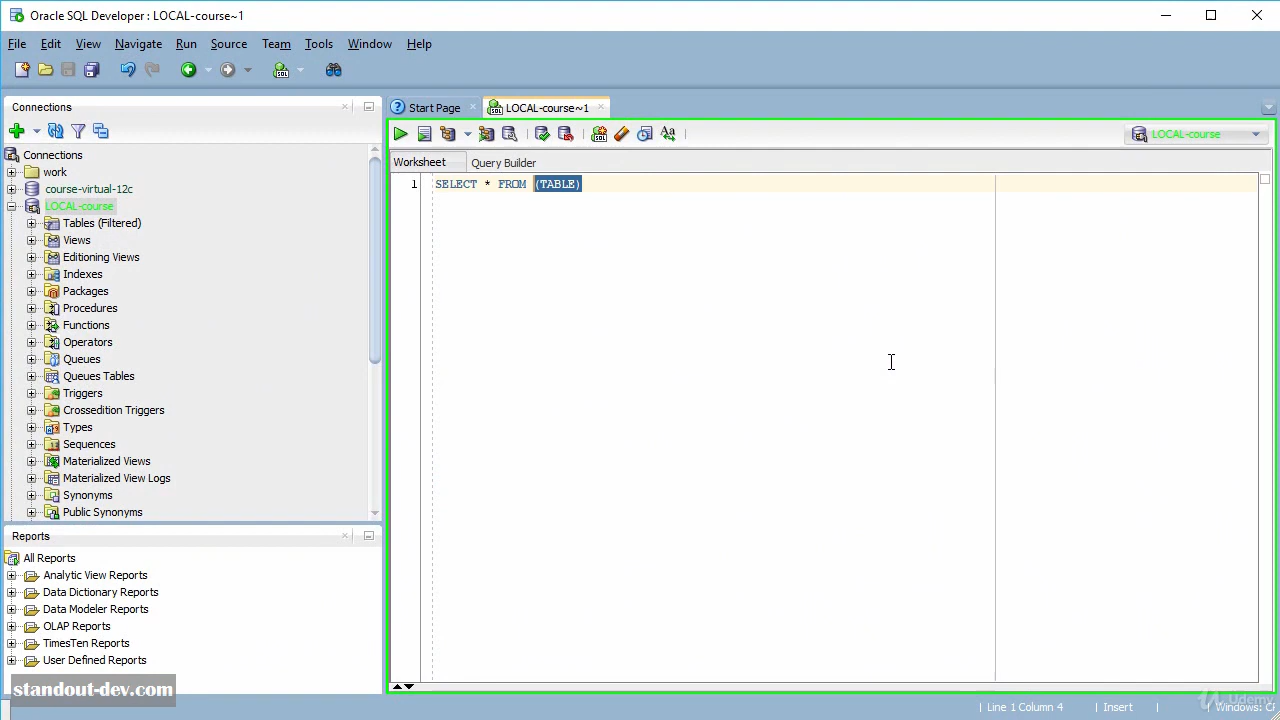 Oracle SQL Developer : LOCAL-course~1
File Edit View Navigate Run Source Team Tools Window Help
Connections
Start Page
LOCAL-course~1
LOCAL-course
Worksheet
Query Builder
1 SELECT * FROM (TABLE)
Connections
work
course-virtual-12c
LOCAL-course
Tables (Filtered)
Views
Editioning Views
Indexes
Packages
Procedures
Functions
Operators
Queues
Queues Tables
Triggers
Crossedition Triggers
Types
Sequences
Materialized Views
Materialized View Logs
Synonyms
Public Synonyms
Reports
All Reports
Analytic View Reports
Data Dictionary Reports
Data Modeler Reports
OLAP Reports
TimesTen Reports
User Defined Reports
standout-dev.com
Udemy
Line 1 Column 4
Insert
Windows: C